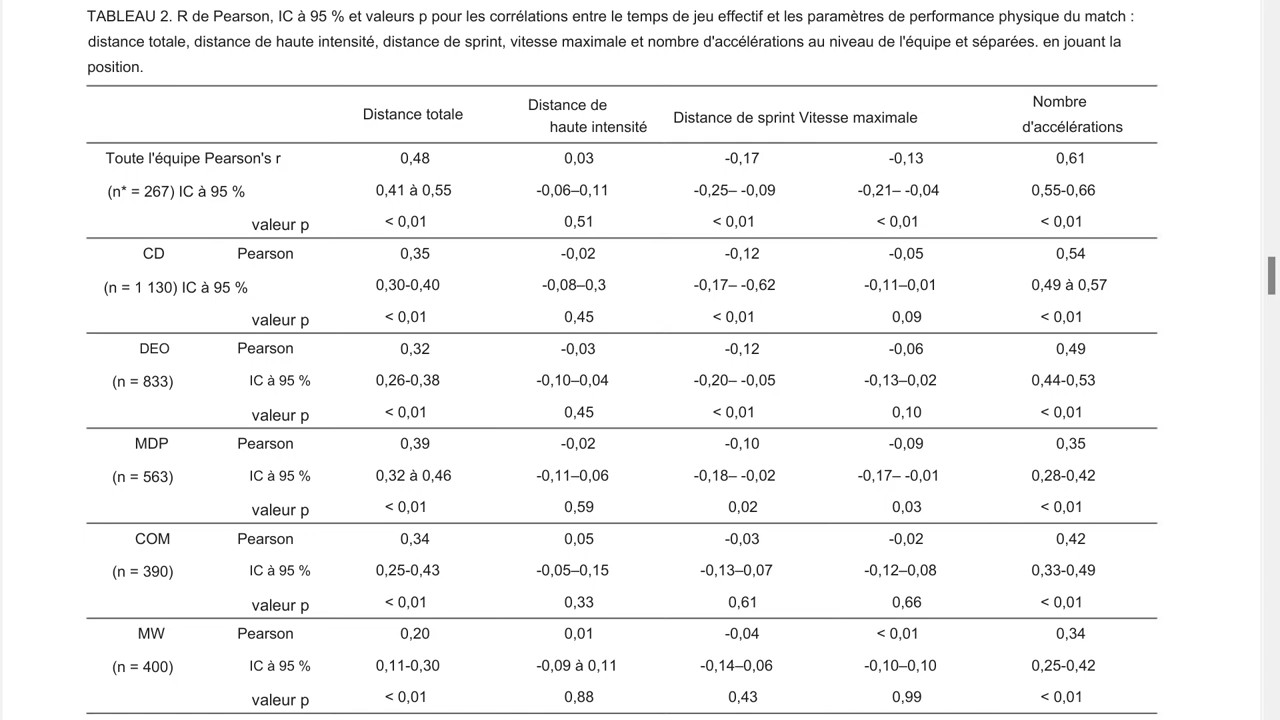 TABLEAU 2. R de Pearson, IC à 95 % et valeurs p pour les corrélations entre le temps de jeu effectif et les paramètres de performance physique du match :
distance totale, distance de haute intensité, distance de sprint, vitesse maximale et nombre d'accélérations au niveau de l'équipe et séparées. en jouant la
position.
Distance totale Distance de haute intensité Distance de sprint Vitesse maximale Nombre d'accélérations
Toute l'équipe Pearson's r 0,48 0,03 -0,17 -0,13 0,61
(n* = 267) IC à 95 % 0,41 à 0,55 -0,06–0,11 -0,25– -0,09 -0,21– -0,04 0,55-0,66
valeur p < 0,01 0,51 < 0,01 < 0,01 < 0,01
CD Pearson 0,35 -0,02 -0,12 -0,05 0,54
(n = 1 130) IC à 95 % 0,30-0,40 -0,08–0,3 -0,17– -0,62 -0,11–0,01 0,49 à 0,57
valeur p < 0,01 0,45 < 0,01 0,09 < 0,01
DEO Pearson 0,32 -0,03 -0,12 -0,06 0,49
(n = 833) IC à 95 % 0,26-0,38 -0,10–0,04 -0,20– -0,05 -0,13–0,02 0,44-0,53
valeur p < 0,01 0,45 < 0,01 0,10 < 0,01
MDP Pearson 0,39 -0,02 -0,10 -0,09 0,35
(n = 563) IC à 95 % 0,32 à 0,46 -0,11–0,06 -0,18– -0,02 -0,17– -0,01 0,28-0,42
valeur p < 0,01 0,59 0,02 0,03 < 0,01
COM Pearson 0,34 0,05 -0,03 -0,02 0,42
(n = 390) IC à 95 % 0,25-0,43 -0,05–0,15 -0,13–0,07 -0,12–0,08 0,33-0,49
valeur p < 0,01 0,33 0,61 0,66 < 0,01
MW Pearson 0,20 0,01 -0,04 < 0,01 0,34
(n = 400) IC à 95 % 0,11-0,30 -0,09 à 0,11 -0,14–0,06 -0,10–0,10 0,25-0,42
valeur p < 0,01 0,88 0,43 0,99 < 0,01